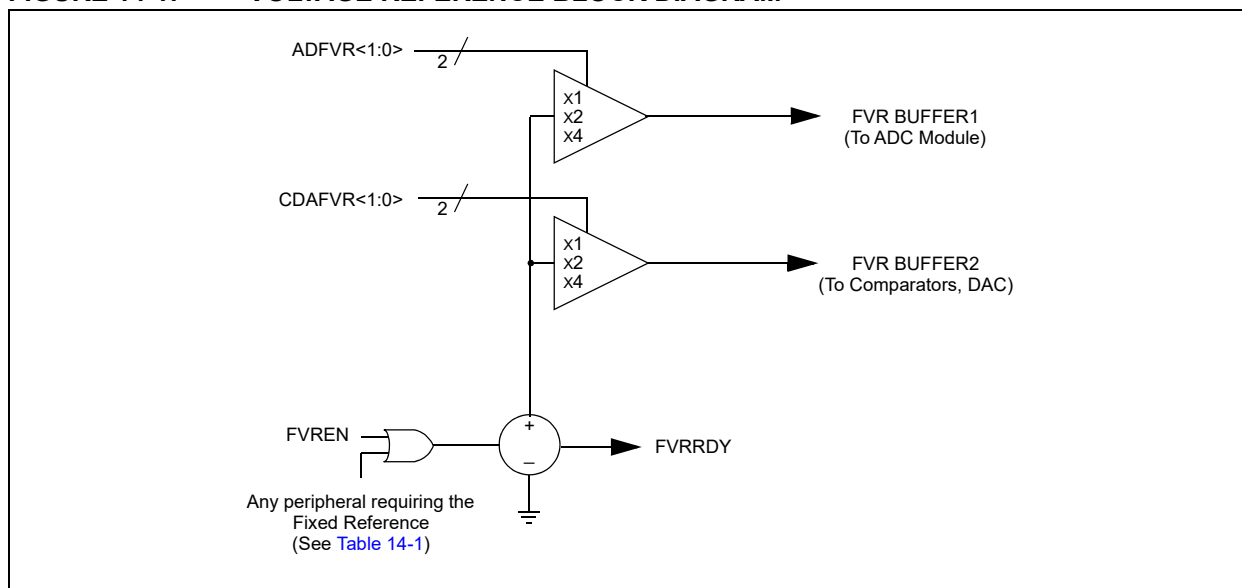 ADFVR<1:0>
2
X1
X2
X4
FVR BUFFER1
(To ADC Module)
CDAFVR<1:0>
2
X1
X2
X4
FVR BUFFER2
(To Comparators, DAC)
+
_
FVREN
FVRRDY
Any peripheral requiring the
Fixed Reference
(See Table 14-1)